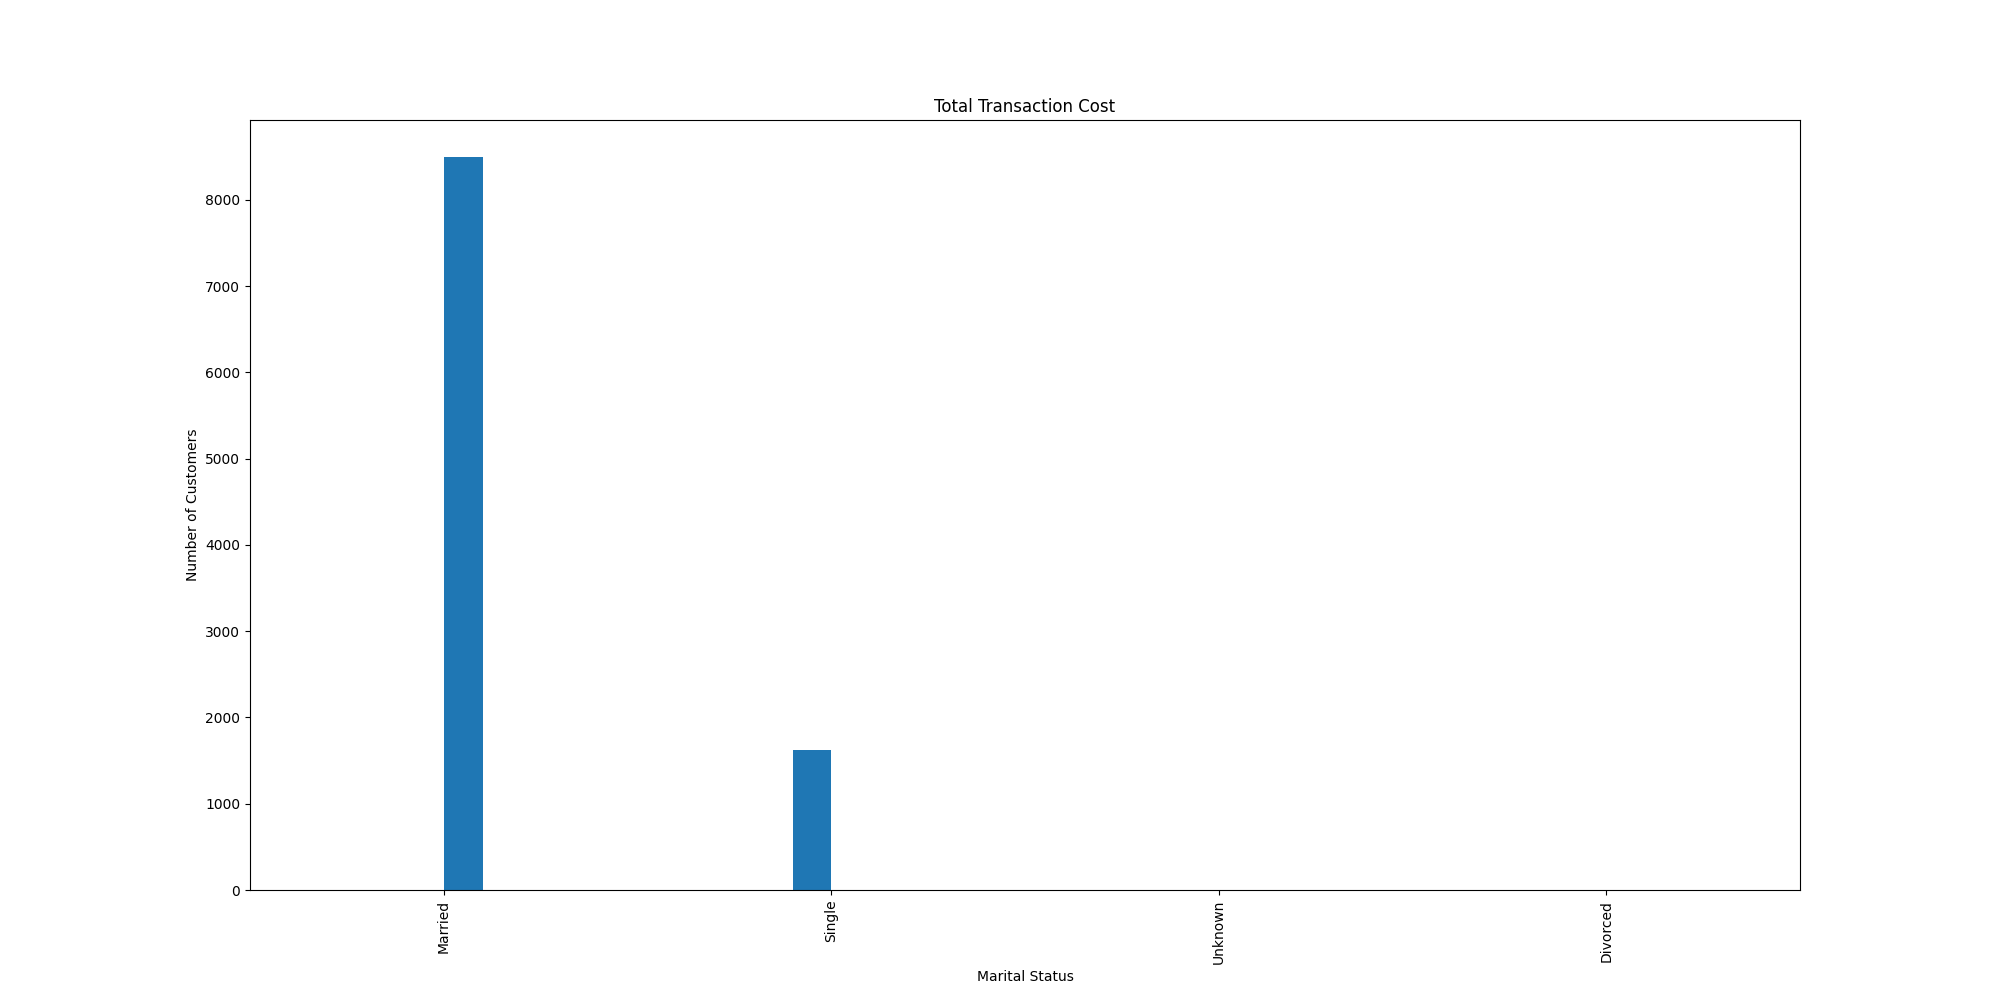 Total Transaction Cost
8000
7000
6000
5000
4000
3000
2000
1000
0
Number of Customers
Married
Single
Unknown
Divorced
Marital Status